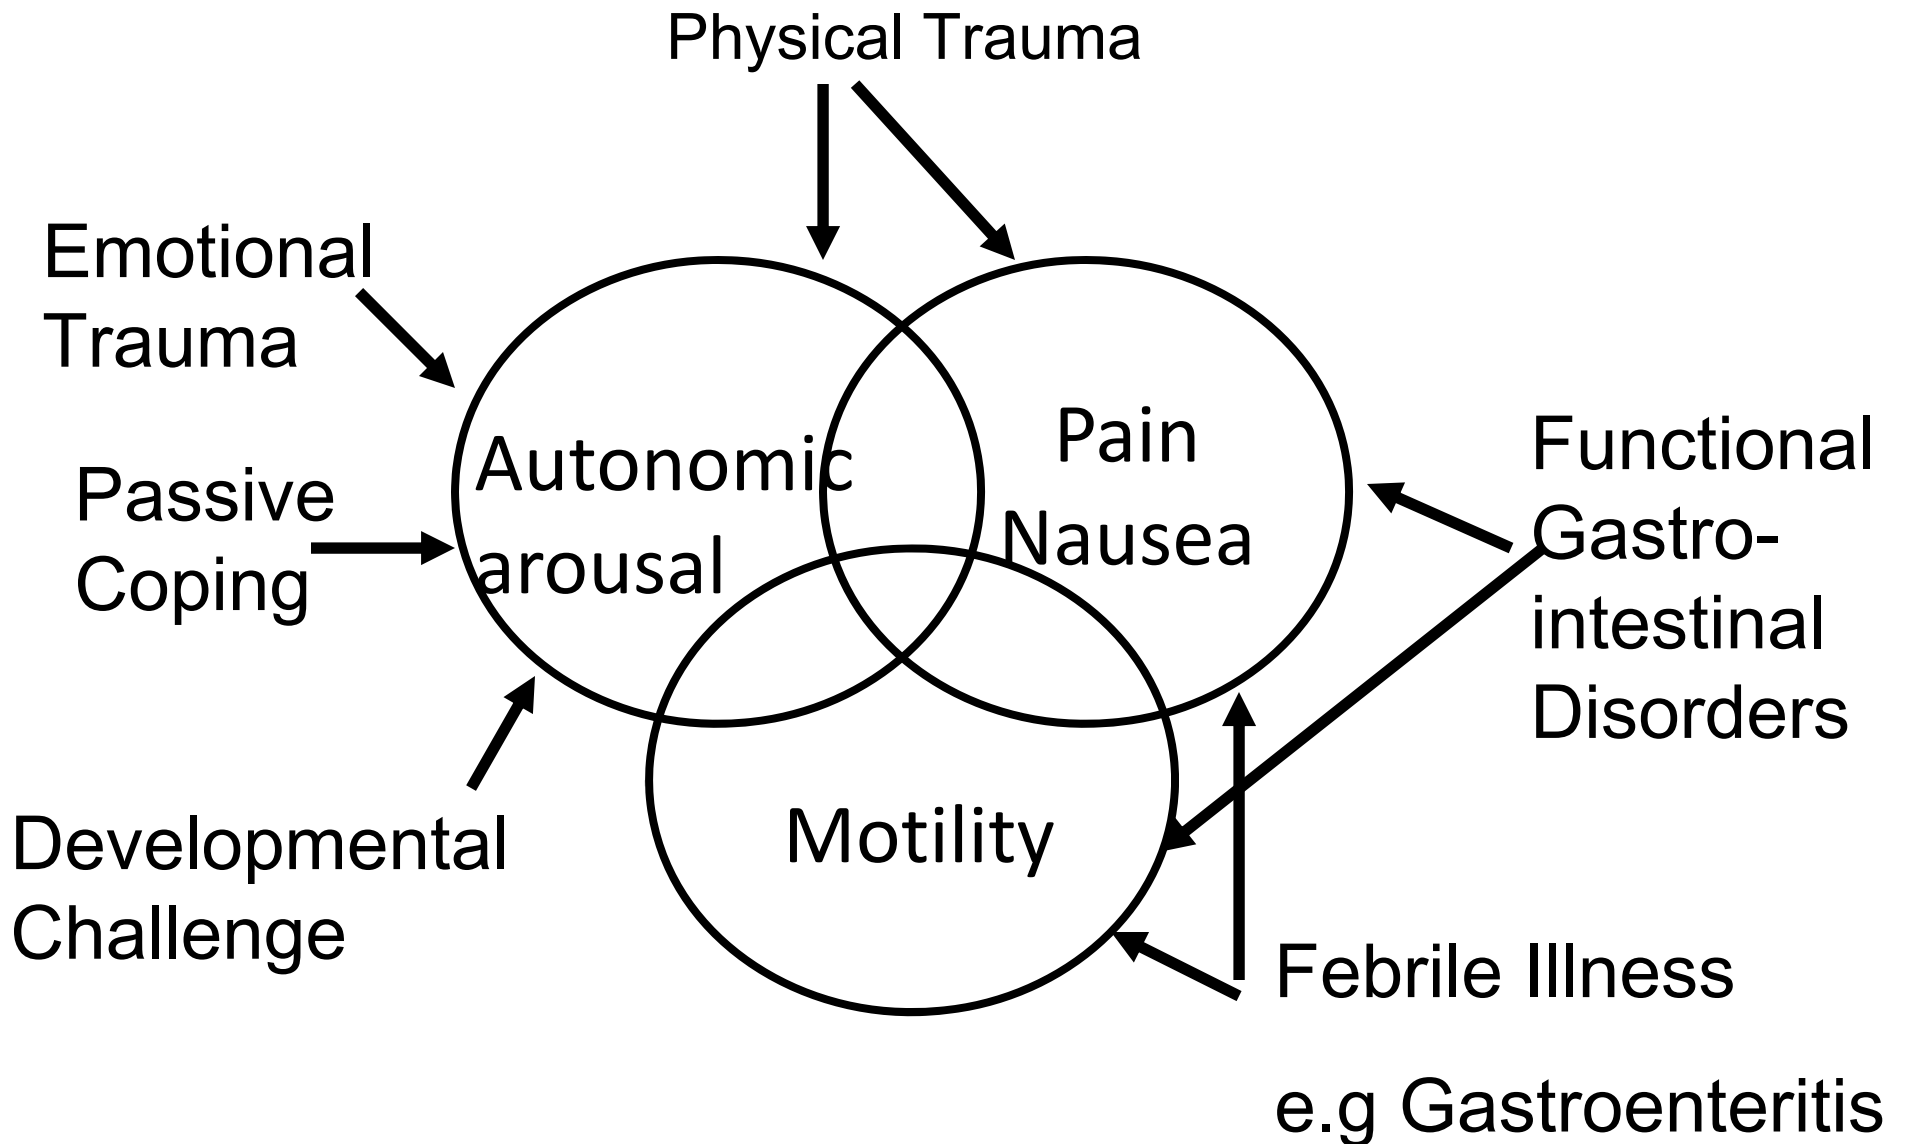 Physical Trauma
Emotional
Trauma
Autonomic
arousal
Pain
Nausea
Passive
Coping
Functional
Gastro-
intestinal
Disorders
Motility
Developmental
Challenge
Febrile Illness
e.g Gastroenteritis